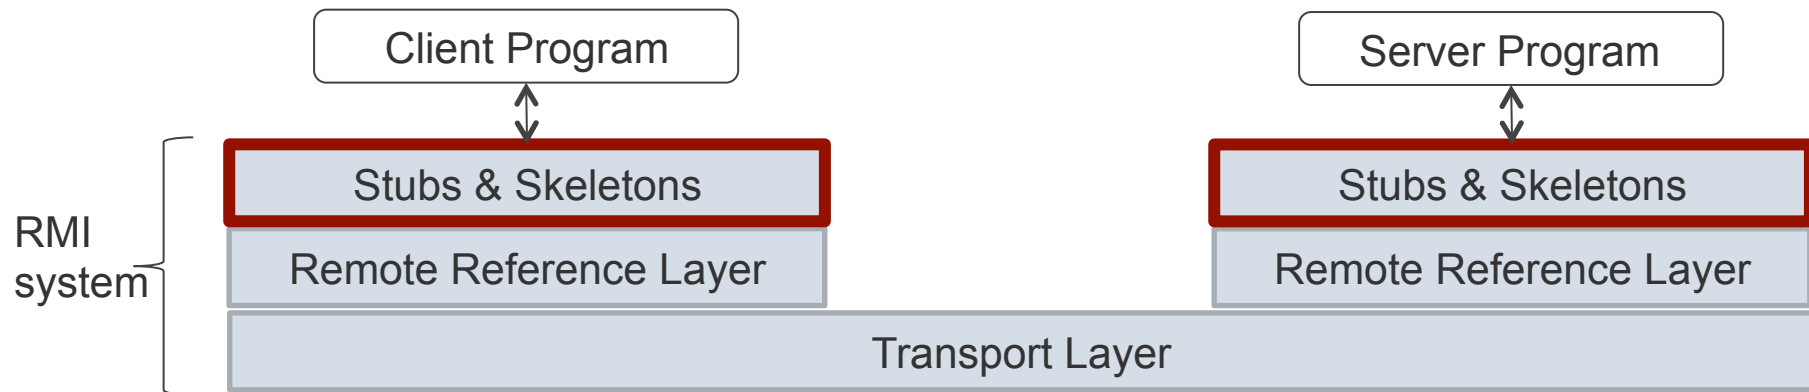 Client Program
Server Program
Stubs & Skeletons
Stubs & Skeletons
RMI
system
Remote Reference Layer
Remote Reference Layer
Transport Layer